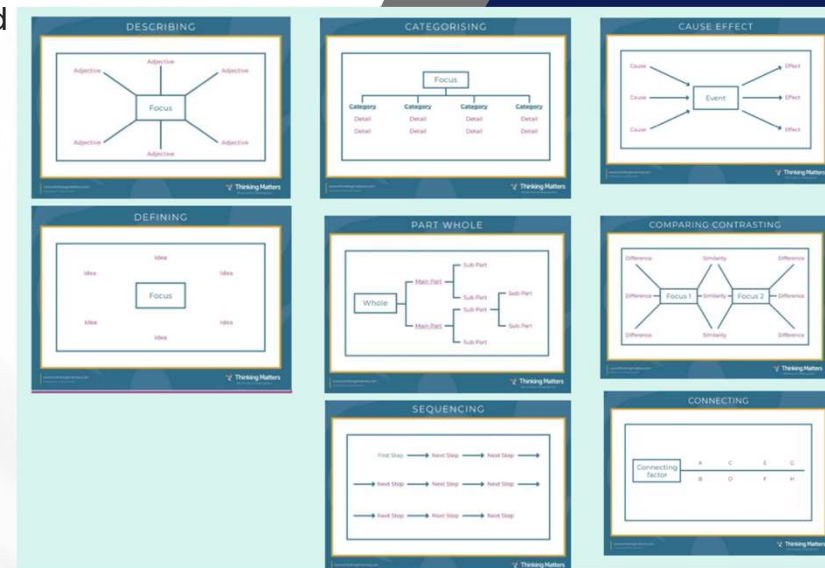 d
DESCRIBING
Adjective
Adjective
Adjective
Focus
Adjective
Adjective
Adjective
Thinking Matters
CATEGORISING
Focus
Category Category Category Category
Detail Detail Detail Detail
Detail Detail Detail Detail
Thinking Matters
CAUSE EFFECT
Cause Effect
Cause Event Effect
Cause Effect
Thinking Matters
DEFINING
Idea
Idea Idea
Focus
Idea Idea
Idea
Thinking Matters
PART WHOLE
Sub Part
Main Part
Sub Part
Sub Part
Whole
Sub Part
Main Part
Sub Part
Sub Part
Thinking Matters
COMPARING CONTRASTING
Difference Similarity Difference
Difference Focus 1 Similarity Focus 2 Difference
Difference Similarity Difference
Thinking Matters
SEQUENCING
First Step Next Step Next Step
Next Step Next Step Next Step
Next Step Next Step Next Step
Thinking Matters
CONNECTING
Connecting factor
A C E G
B D F H
Thinking Matters